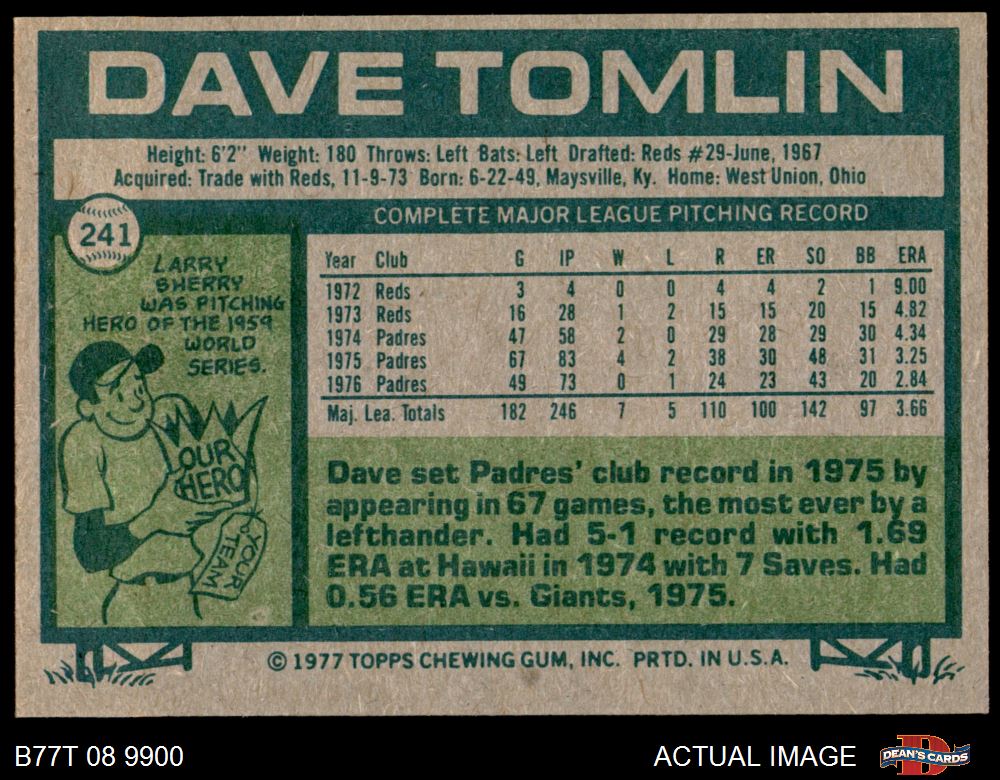 DAVE TOMLIN
Height: 6'2" Weight: 180 Throws: Left Bats: Left Drafted: Reds #29-June, 1967
Acquired: Trade with Reds, 11-9-73 Born: 6-22-49, Maysville, Ky. Home: West Union, Ohio
241
LARRY
SHERRY
WAS PITCHING
HERO OF THE 1959
WORLD
SERIES.
OUR
HERO
YOUR
TEAM
COMPLETE MAJOR LEAGUE PITCHING RECORD
Year Club G IP W L R ER SO BB ERA
1972 Reds 3 4 0 0 4 4 2 1 9.00
1973 Reds 16 28 1 2 15 15 20 15 4.82
1974 Padres 47 58 2 0 29 28 29 30 4.34
1975 Padres 67 83 4 2 38 30 48 31 3.25
1976 Padres 49 73 0 1 24 23 43 20 2.84
Maj. Lea. Totals 182 246 7 5 110 100 142 97 3.66
Dave set Padres' club record in 1975 by
appearing in 67 games, the most ever by a
lefthander. Had 5-1 record with 1.69
ERA at Hawaii in 1974 with 7 Saves. Had
0.56 ERA vs. Giants, 1975.
© 1977 TOPPS CHEWING GUM, INC. PRTD. IN U.S.A.
B77T 08 9900
ACTUAL IMAGE
D
DEAN'S CARDS